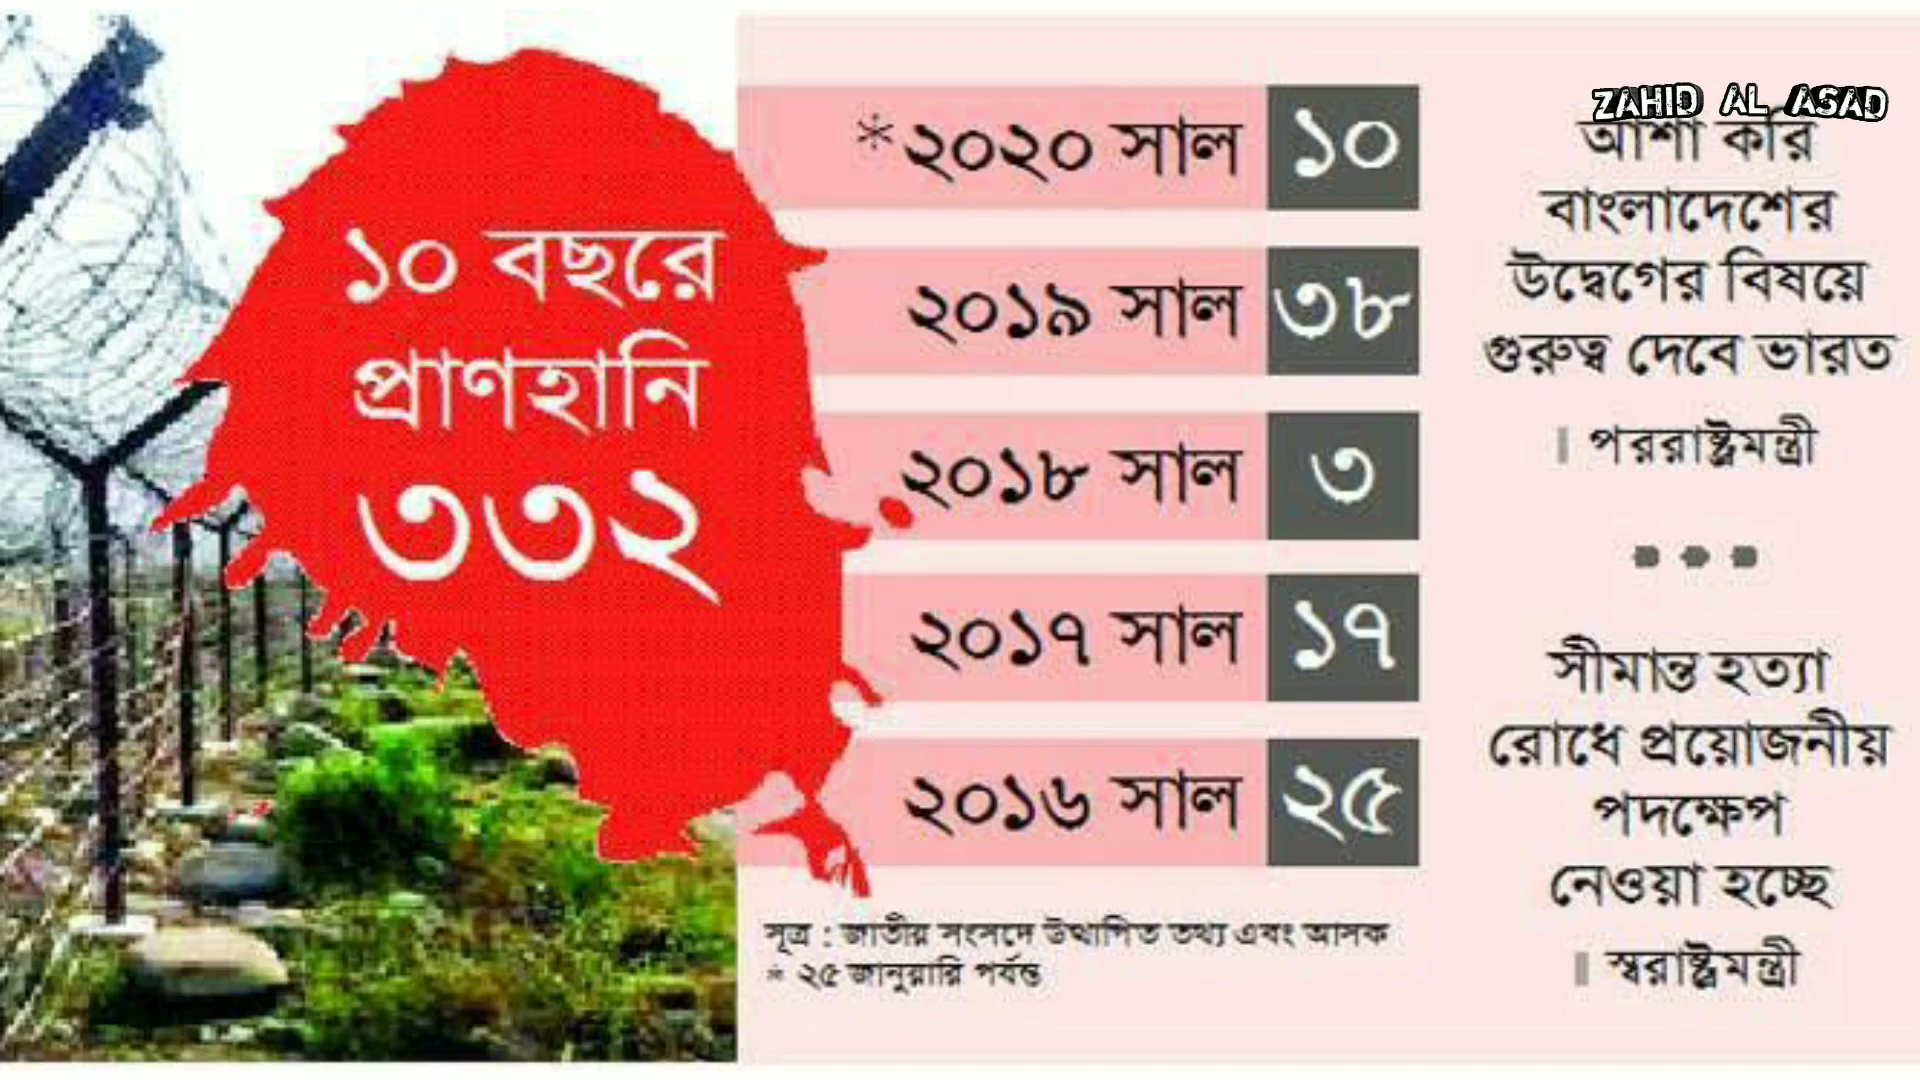 ১০ বছরে
প্রাণহানি
৩৩২
*২০২০ সাল ১০
২০১৯ সাল ৩৮
২০১৮ সাল ৩
২০১৭ সাল ১৭
২০১৬ সাল ২৫
সূত্র : জাতীয় সংসদে উত্থাপিত তথ্য এবং আসক
* ২৫ জানুয়ারি পর্যন্ত
ZAHID AL ASAD
আশা করি
বাংলাদেশের
উদ্বেগের বিষয়ে
গুরুত্ব দেবে ভারত
পররাষ্ট্রমন্ত্রী
সীমান্ত হত্যা
রোধে প্রয়োজনীয়
পদক্ষেপ
নেওয়া হচ্ছে
স্বরাষ্ট্রমন্ত্রী